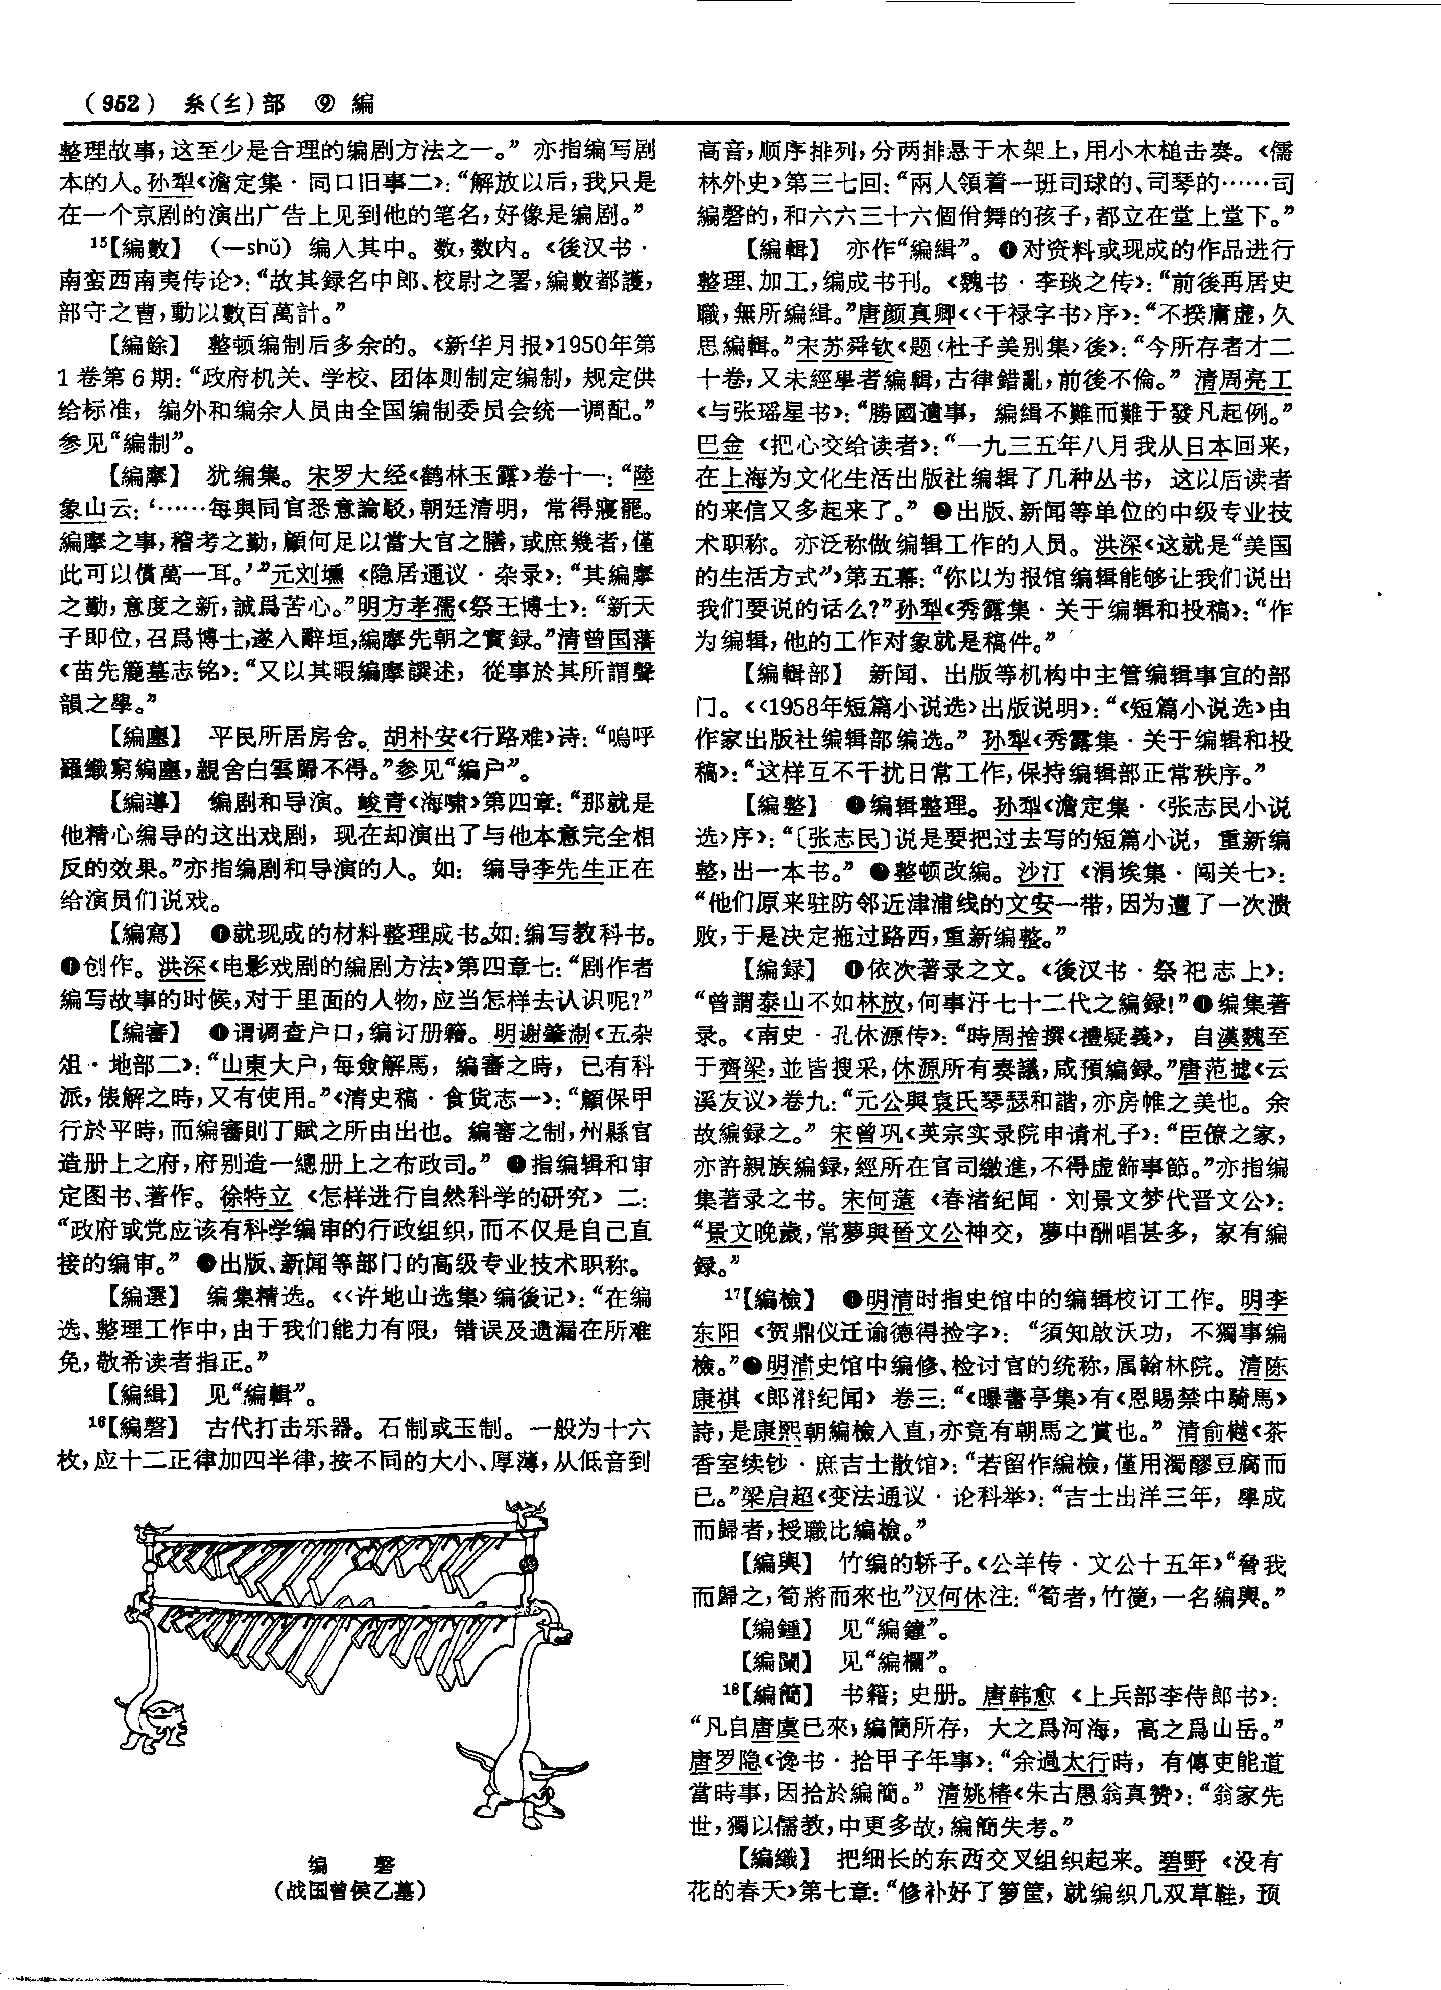 (952) 糸(纟)部 ⑨ 编
整理故事,这至少是合理的编剧方法之一。” 亦指编写剧
本的人。孙犁《澹定集·同口旧事二》:“解放以后,我只是
在一个京剧的演出广告上见到他的笔名,好像是编剧。”
15【編數】 (—shǔ) 编入其中。数,数内。《後汉书·
南蛮西南夷传论》:“故其録名中郎、校尉之署,編數都護,
部守之曹,動以數百萬計。”
【編餘】 整顿编制后多余的。《新华月报》1950年第
1卷第6期:“政府机关、学校、团体则制定编制,规定供
给标准,编外和编余人员由全国编制委员会统一调配。”
参见“編制”。
【編摩】 犹编集。宋罗大经《鹤林玉露》卷十一:“陸
象山云:‘……每與同官悉意論駁,朝廷清明,常得寢罷。
編摩之事,稽考之勤,顧何足以當大官之膳,或庶幾者,僅
此可以償萬一耳。’”元刘壎《隐居通议·杂录》:“其編摩
之勤,意度之新,誠爲苦心。”明方孝孺《祭王博士》:“新天
子即位,召爲博士,遂入辭垣,編摩先朝之實録。”清曾国藩
《苗先簏墓志铭》:“又以其暇編摩譔述,從事於其所謂聲
韻之學。”
【編廛】 平民所居房舍。胡朴安《行路难》诗:“嗚呼
羅織窮編廛,親舍白雲歸不得。”参见“編户”。
【編導】 编剧和导演。峻青《海啸》第四章:“那就是
他精心编导的这出戏剧,现在却演出了与他本意完全相
反的效果。”亦指编剧和导演的人。如:编导李先生正在
给演员们说戏。
【編寫】 ❶就现成的材料整理成书。如:编写教科书。
❷创作。洪深《电影戏剧的编剧方法》第四章七:“剧作者
编写故事的时候,对于里面的人物,应当怎样去认识呢?”
【編審】 ❶谓调查户口,编订册籍。明谢肇淛《五杂
俎·地部二》:“山東大户,每僉解馬,編審之時,已有科
派,俵解之時,又有使用。”《清史稿·食货志一》:“顧保甲
行於平時,而編審則丁賦之所由出也。編審之制,州縣官
造册上之府,府别造一總册上之布政司。” ❷指编辑和审
定图书、著作。徐特立《怎样进行自然科学的研究》二:
“政府或党应该有科学编审的行政组织,而不仅是自己直
接的编审。” ❸出版、新闻等部门的高级专业技术职称。
【編選】 编集精选。《〈许地山选集〉编後记》:“在编
选、整理工作中,由于我们能力有限,错误及遗漏在所难
免,敬希读者指正。”
【編緝】 见“編輯”。
16【編磬】 古代打击乐器。石制或玉制。一般为十六
枚,应十二正律加四半律,按不同的大小、厚薄,从低音到
编 磬
(战国曾侯乙墓)
高音,顺序排列,分两排悬于木架上,用小木槌击奏。《儒
林外史》第三七回:“兩人領着一班司球的、司琴的……司
編磬的,和六六三十六個佾舞的孩子,都立在堂上堂下。”
【編輯】 亦作“編緝”。 ❶对资料或现成的作品进行
整理、加工,编成书刊。《魏书·李琰之传》:“前後再居史
職,無所編緝。”唐颜真卿《〈干禄字书〉序》:“不揆庸虚,久
思編輯。”宋苏舜钦《题〈杜子美别集〉後》:“今所存者才二
十卷,又未經學者編輯,古律錯亂,前後不倫。” 清周亮工
《与张瑶星书》:“勝國遺事,編緝不難而難于發凡起例。”
巴金《把心交给读者》:“一九三五年八月我从日本回来,
在上海为文化生活出版社编辑了几种丛书,这以后读者
的来信又多起来了。” ❷出版、新闻等单位的中级专业技
术职称。亦泛称做编辑工作的人员。洪深《这就是“美国
的生活方式”》第五幕:“你以为报馆编辑能够让我们说出
我们要说的话么?”孙犁《秀露集·关于编辑和投稿》:“作
为编辑,他的工作对象就是稿件。”
【編輯部】 新闻、出版等机构中主管编辑事宜的部
门。《〈1958年短篇小说选〉出版说明》:“《短篇小说选》由
作家出版社编辑部编选。” 孙犁《秀露集·关于编辑和投
稿》:“这样互不干扰日常工作,保持编辑部正常秩序。”
【編整】 ❶编辑整理。孙犁《澹定集·〈张志民小说
选〉序》:“〔张志民〕说是要把过去写的短篇小说,重新编
整,出一本书。” ❷整顿改编。沙汀《涓埃集·闯关七》:
“他们原来驻防邻近津浦线的文安一带,因为遭了一次溃
败,于是决定拖过路西,重新编整。”
【編録】 ❶依次著录之文。《後汉书·祭祀志上》:
“曾謂泰山不如林放,何事汙七十二代之編録!”❷编集著
录。《南史·孔休源传》:“時周捨撰《禮疑義》,自漢魏至
于齊梁,並皆搜采,休源所有奏議,咸預編録。”唐范摅《云
溪友议》卷九:“元公與袁氏琴瑟和諧,亦房帷之美也。余
故編録之。” 宋曾巩《英宗实录院申请札子》:“臣僚之家,
亦許親族編録,經所在官司繳進,不得虚飾事節。”亦指编
集著录之书。宋何薳《春渚纪闻·刘景文梦代晋文公》:
“景文晚歲,常夢與晉文公神交,夢中酬唱甚多,家有編
録。”
17【編檢】 ❶明清时指史馆中的编辑校订工作。明李
东阳《贺鼎仪迁谕德得捡字》:“須知啟沃功,不獨事編
檢。”❷明清史馆中编修、检讨官的统称,属翰林院。清陈
康祺《郎潜纪闻》卷三:“《曝書亭集》有《恩賜禁中騎馬》
詩,是康熙朝編檢入直,亦竟有朝馬之賞也。” 清俞樾《茶
香室续钞·庶吉士散馆》:“若留作編檢,僅用濁醪豆腐而
已。”梁启超《变法通议·论科举》:“吉士出洋三年,學成
而歸者,授職比編檢。”
【編輿】 竹编的轿子。《公羊传·文公十五年》“脅我
而歸之,筍將而來也”汉何休注:“筍者,竹箯,一名編輿。”
【編鍾】 见“編鐘”。
【編闌】 见“編欄”。
18【編簡】 书籍;史册。唐韩愈《上兵部李侍郎书》:
“凡自唐虞已來,編簡所存,大之爲河海,高之爲山岳。”
唐罗隐《谗书·拾甲子年事》:“余過太行時,有傳吏能道
當時事,因拾於編簡。” 清姚椿《朱古愚翁真赞》:“翁家先
世,獨以儒教,中更多故,編簡失考。”
【編織】 把细长的东西交叉组织起来。碧野《没有
花的春天》第七章:“修补好了箩筐,就编织几双草鞋,预